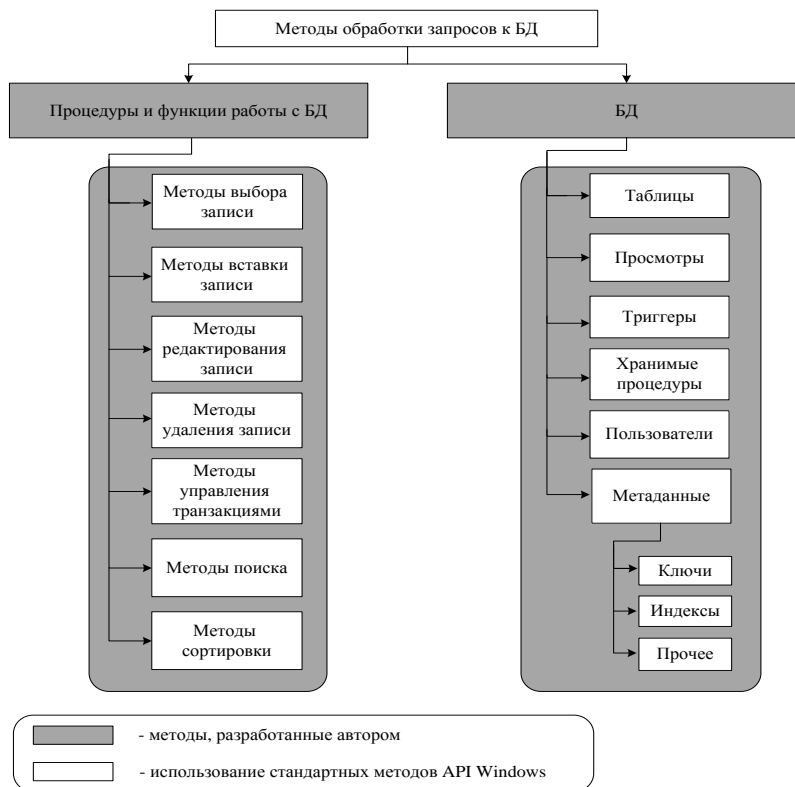 Методы обработки запросов к БД
Процедуры и функции работы с БД
Методы выбора
записи
Методы вставки
записи
Методы
редактирования
записи
Методы
удаления записи
Методы
управления
транзакциями
Методы поиска
Методы
сортировки
БД
Таблицы
Просмотры
Триггеры
Хранимые
процедуры
Пользователи
Метаданные
Ключи
Индексы
Прочее
- методы, разработанные автором
- использование стандартных методов API Windows